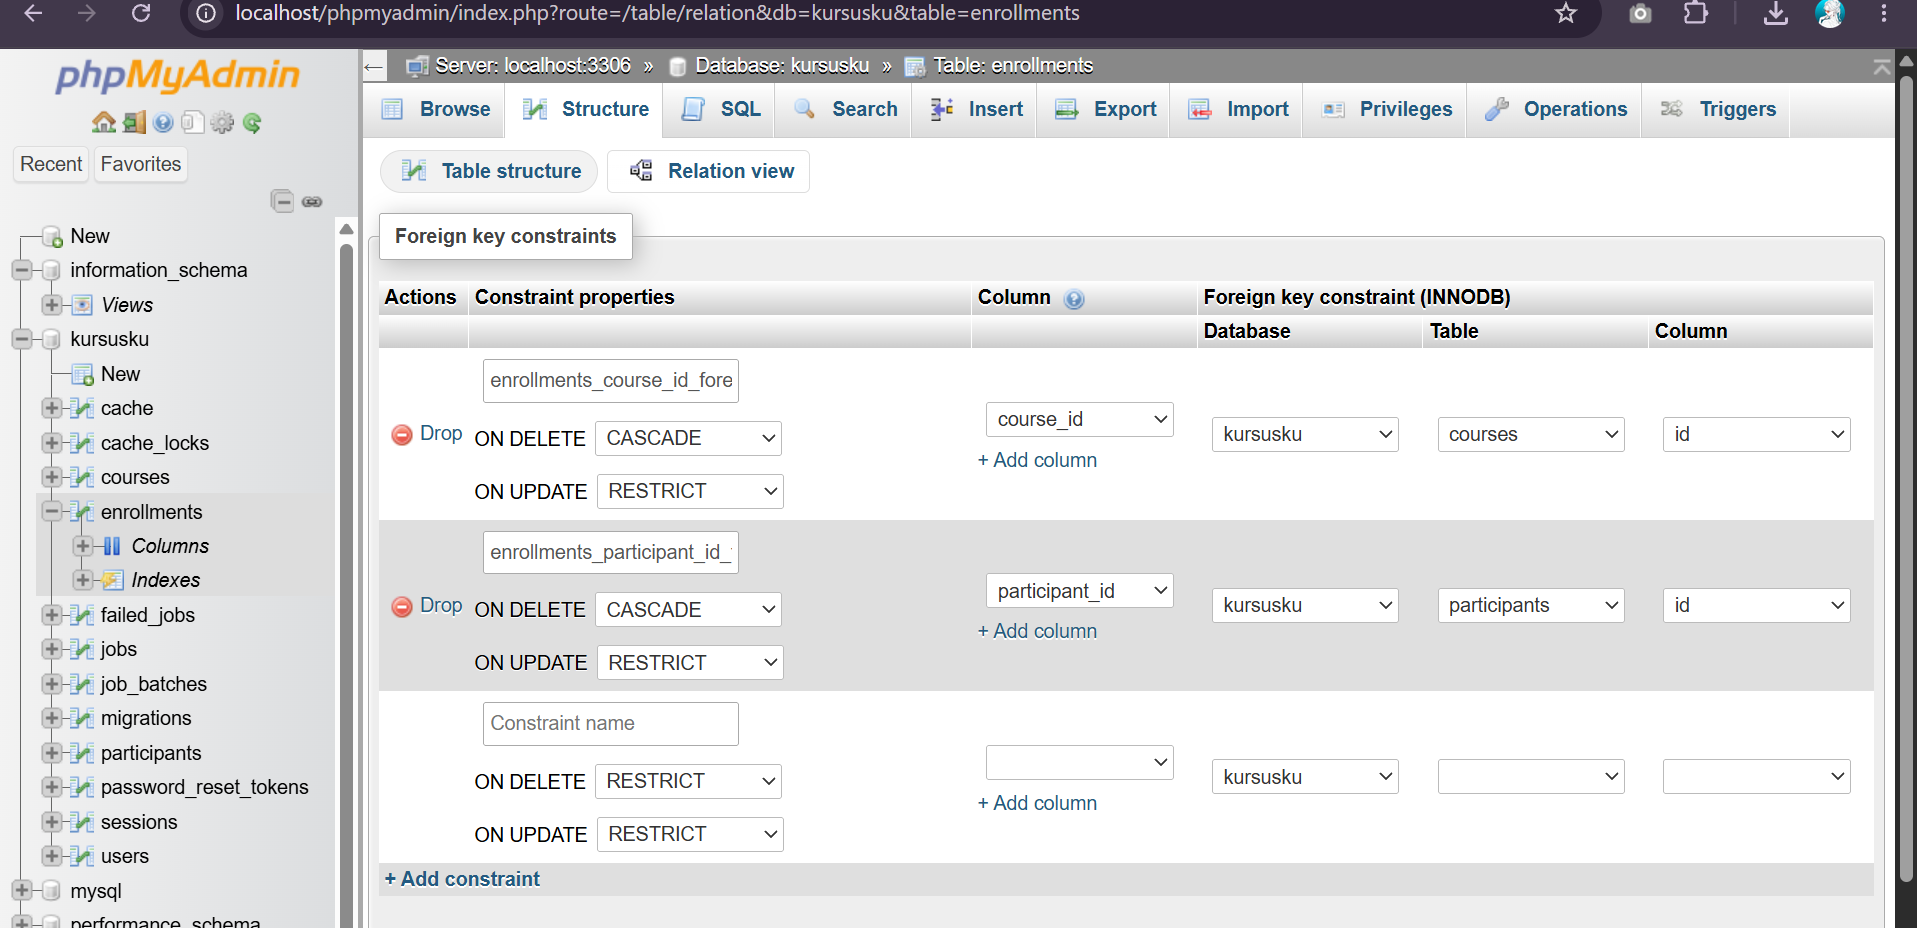 localhost/phpmyadmin/index.php?route=/table/relation&db=kursusku&table=enrollments
phpMyAdmin
Recent Favorites
New
information_schema
Views
kursusku
New
cache
cache_locks
courses
enrollments
Columns
Indexes
failed_jobs
jobs
job_batches
migrations
participants
password_reset_tokens
sessions
users
mysql
performance_schema
Server: localhost:3306 » Database: kursusku » Table: enrollments
Browse Structure SQL Search Insert Export Import Privileges Operations Triggers
Table structure Relation view
Foreign key constraints
Actions Constraint properties Column Foreign key constraint (INNODB)
Database Table Column
enrollments_course_id_fore
Drop ON DELETE CASCADE course_id kursusku courses id
+ Add column
ON UPDATE RESTRICT
enrollments_participant_id_
Drop ON DELETE CASCADE participant_id kursusku participants id
+ Add column
ON UPDATE RESTRICT
Constraint name
ON DELETE RESTRICT kursusku
+ Add column
ON UPDATE RESTRICT
+ Add constraint